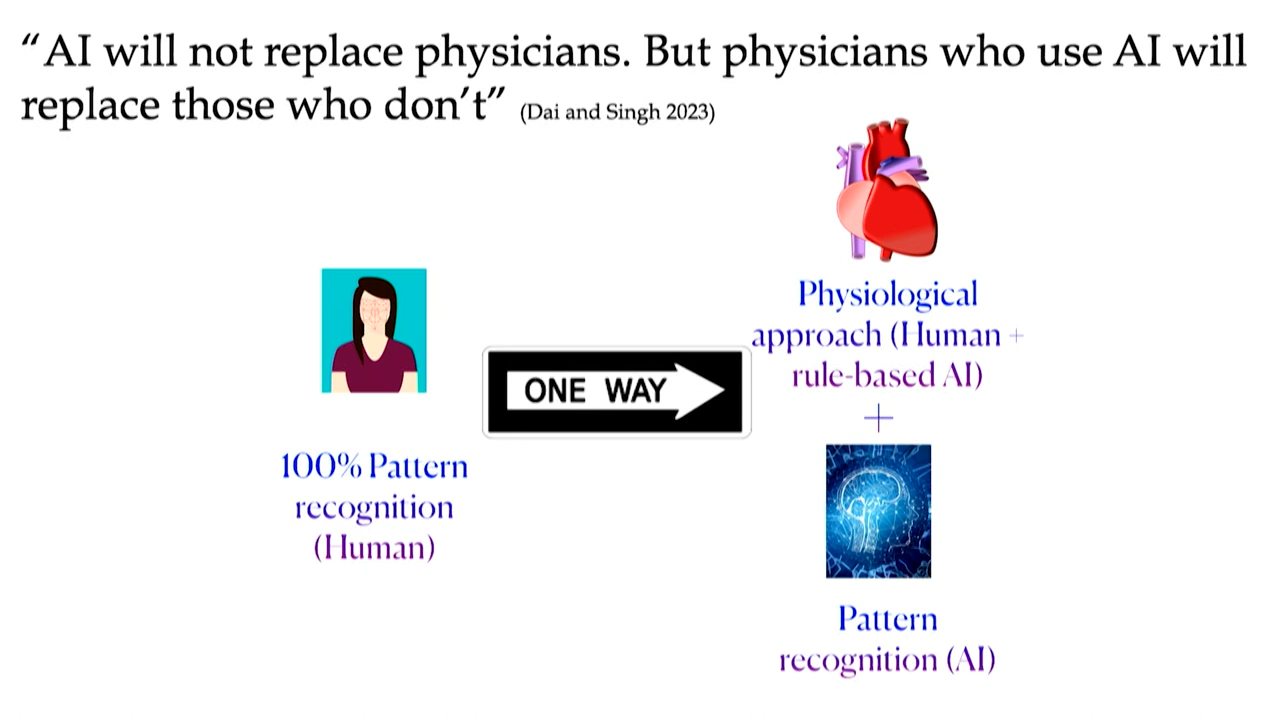 “AI will not replace physicians. But physicians who use AI will
replace those who don’t” (Dai and Singh 2023)
100% Pattern
recognition
(Human)
ONE WAY
Physiological
approach (Human +
rule-based AI)
+
Pattern
recognition (AI)